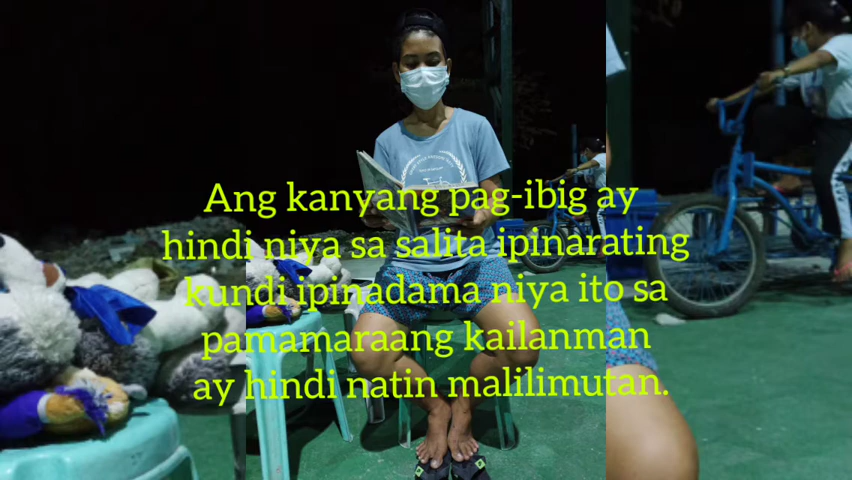 Ang kanyang pag-ibig ay
hindi niya sa salita ipinarating
kundi ipinadama niya ito sa
pamamaraang kailanman
ay hindi natin malilimutan.